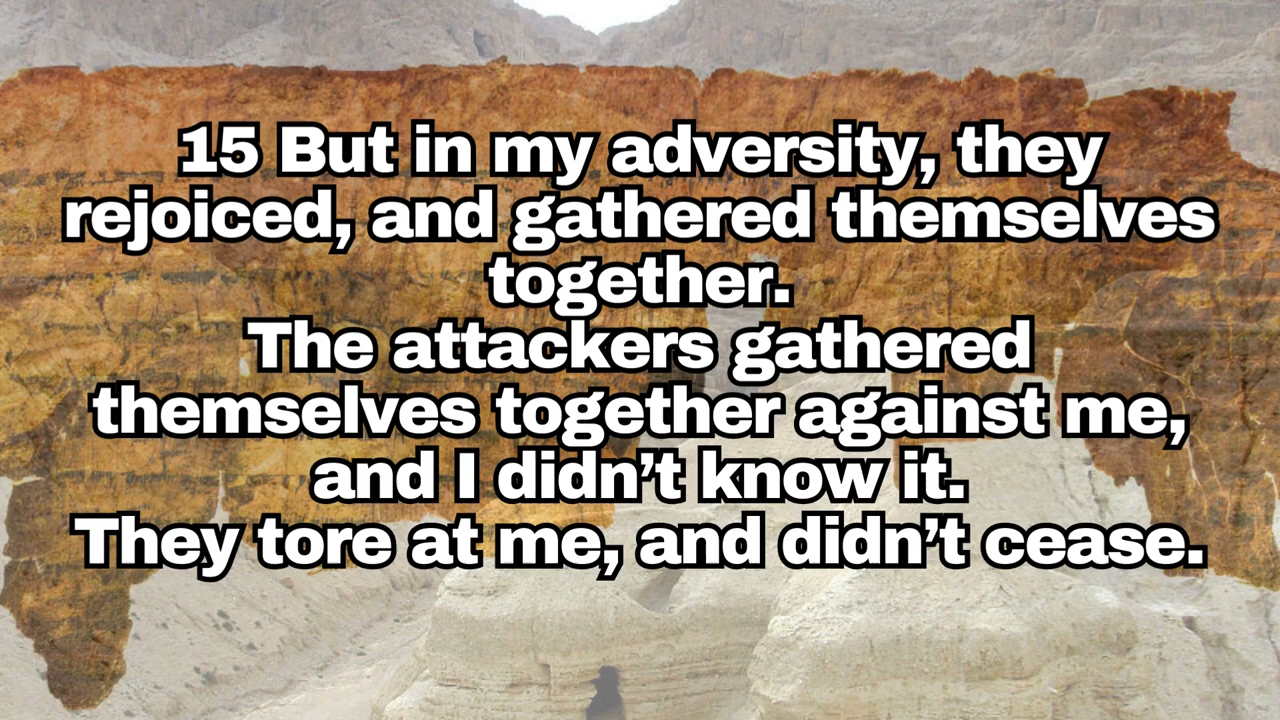 15 But in my adversity, they
rejoiced, and gathered themselves
together.
The attackers gathered
themselves together against me,
and I didn’t know it.
They tore at me, and didn’t cease.